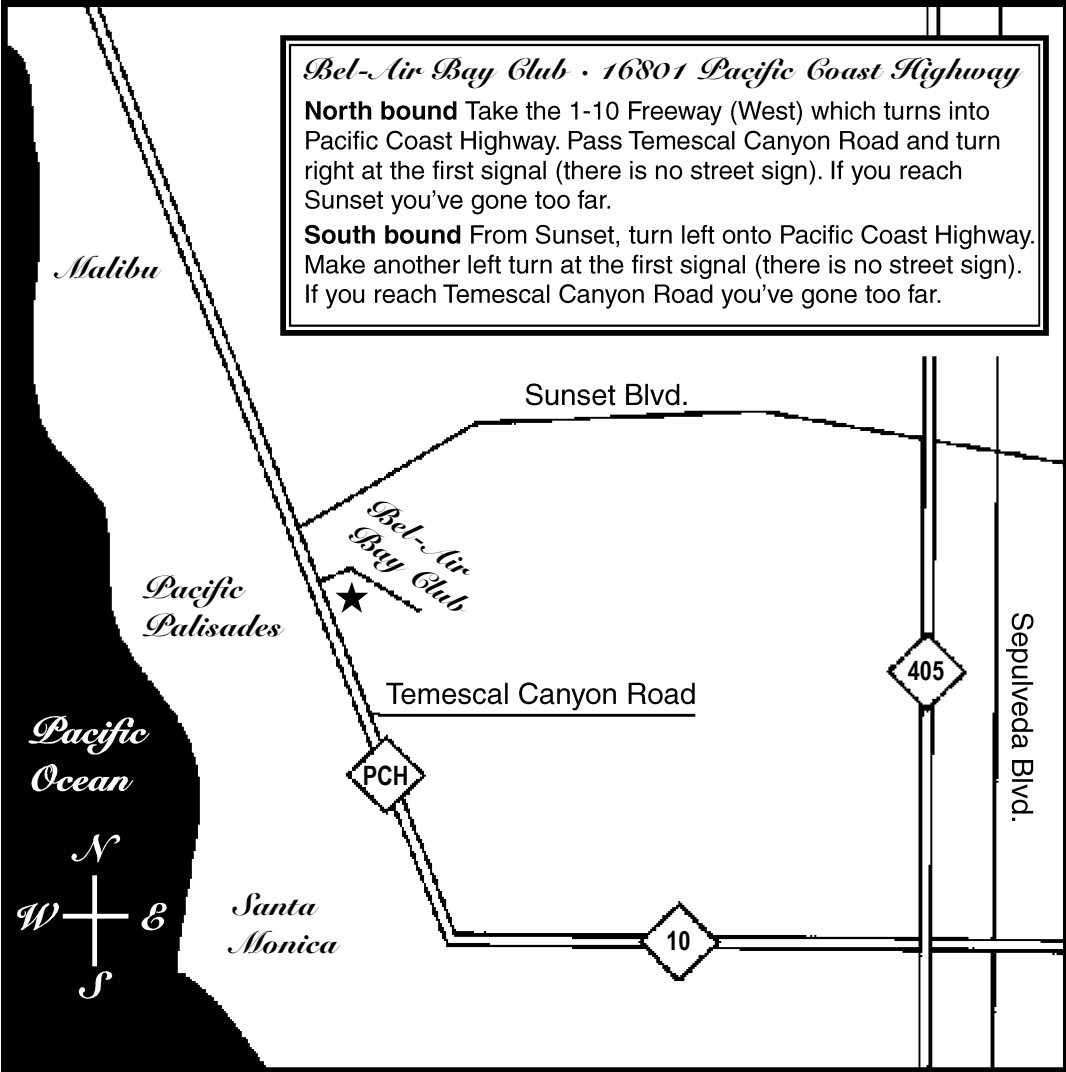 Bel-Air Bay Club · 16801 Pacific Coast Highway
North bound Take the 1-10 Freeway (West) which turns into
Pacific Coast Highway. Pass Temescal Canyon Road and turn
right at the first signal (there is no street sign). If you reach
Sunset you've gone too far.
South bound From Sunset, turn left onto Pacific Coast Highway.
Make another left turn at the first signal (there is no street sign).
If you reach Temescal Canyon Road you've gone too far.
Malibu
Sunset Blvd.
Bel-Air
Bay Club
Pacific
Palisades
405
Sepulveda Blvd.
Temescal Canyon Road
Pacific
Ocean
PCH
N
W E
S
Santa
Monica
10